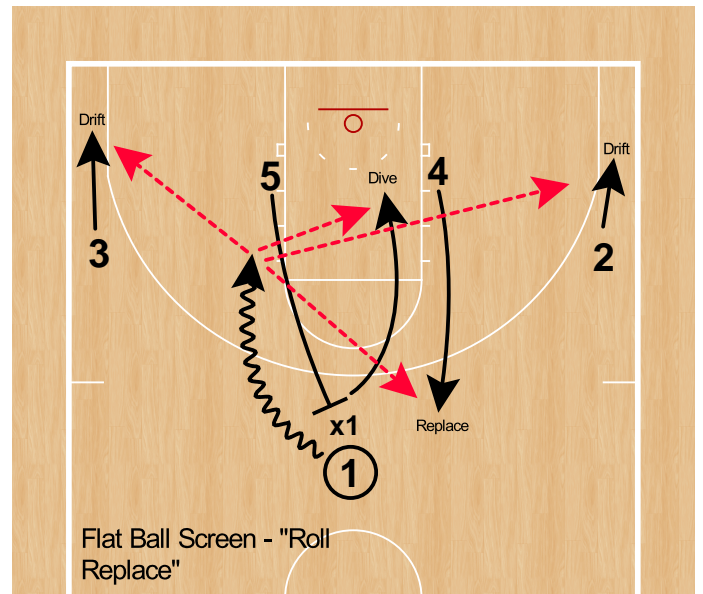 Drift
Drift
5
Dive
4
3
2
x1
Replace
1
Flat Ball Screen - "Roll
Replace"